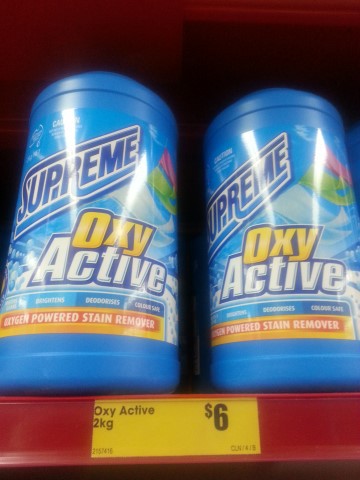 CAUTION
SUPREME
Oxy
Active
BRIGHTENS DEODORISES COLOUR SAFE
OXYGEN POWERED STAIN REMOVER
CAUTION
SUPREME
Oxy
Active
BRIGHTENS DEODORISES COLOUR SAFE
OXYGEN POWERED STAIN REMOVER
Oxy Active
2kg
$6